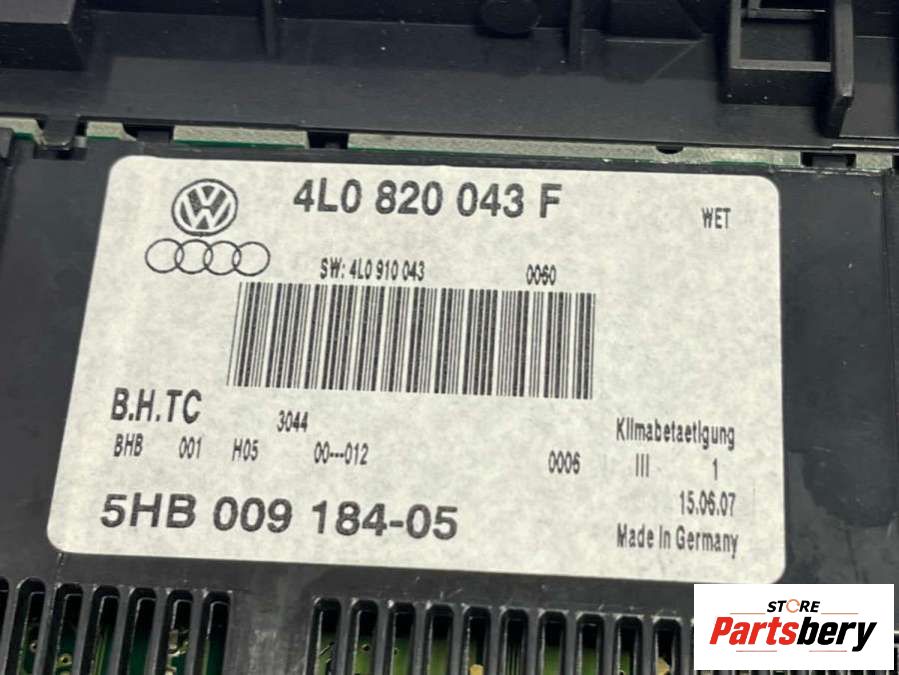 4L0 820 043 F
WET
SW: 4L0 910 043 0060
B.H.TC
3044
BHB 001 H05 00---012 0006
Klimabetaetigung
III 1
15.06.07
5HB 009 184-05
Made In Germany
STORE
Partsbery